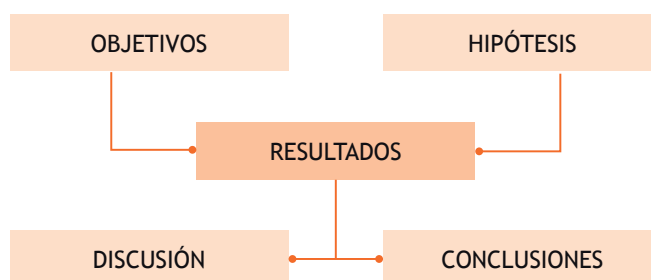 OBJETIVOS
HIPÓTESIS
RESULTADOS
DISCUSIÓN
CONCLUSIONES